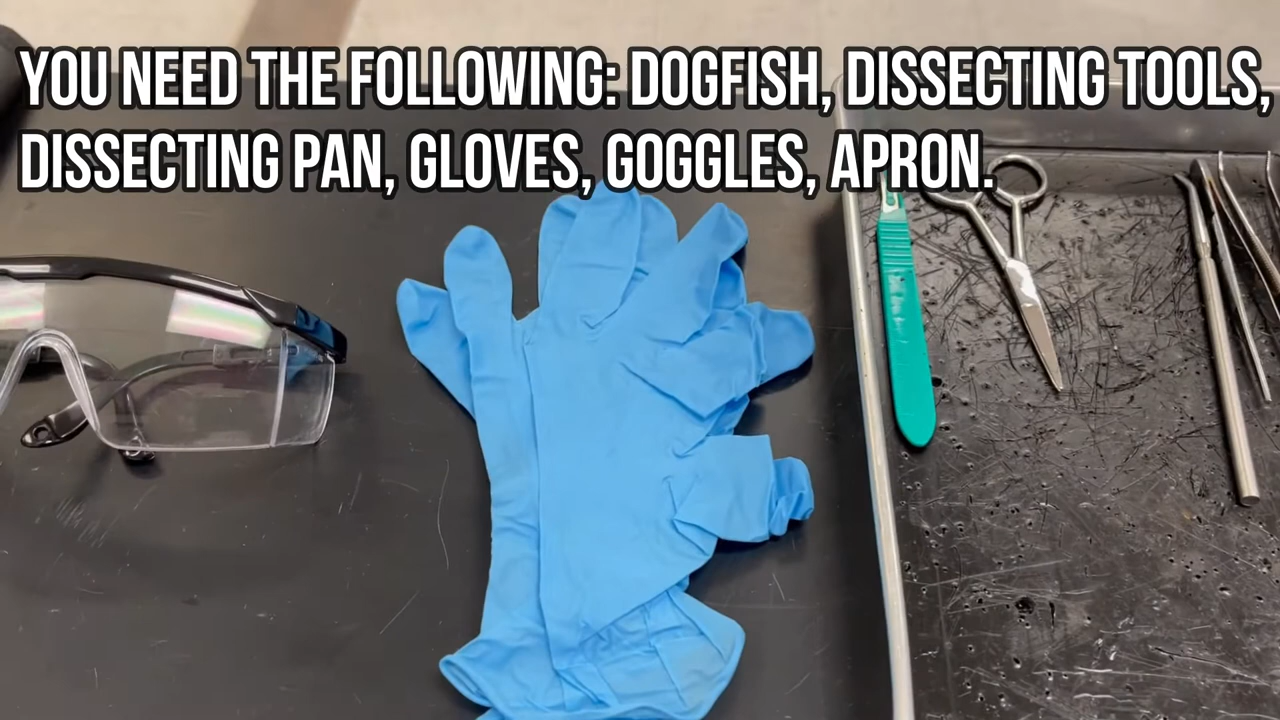 YOU NEED THE FOLLOWING: DOGFISH, DISSECTING TOOLS,
DISSECTING PAN, GLOVES, GOGGLES, APRON.